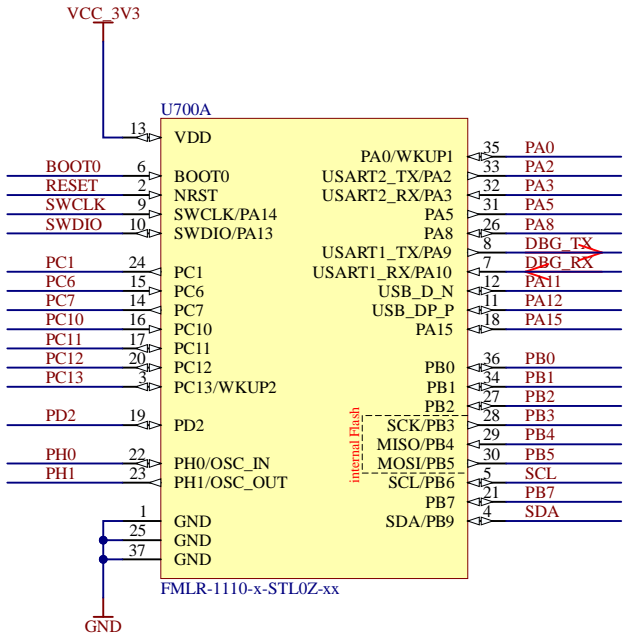 VCC_3V3
U700A
13 VDD
PA0/WKUP1 35 PA0
BOOT0 6 BOOT0
USART2_TX/PA2 33 PA2
RESET 2 NRST
USART2_RX/PA3 32 PA3
SWCLK 9 SWCLK/PA14
PA5 31 PA5
SWDIO 10 SWDIO/PA13
PA8 26 PA8
USART1_TX/PA9 8 DBG_TX
PC1 24 PC1
USART1_RX/PA10 7 DBG_RX
PC6 15 PC6
USB_D_N 12 PA11
PC7 14 PC7
USB_DP_P 11 PA12
PC10 16 PC10
PA15 18 PA15
PC11 17 PC11
PC12 20 PC12
PB0 36 PB0
PC13 3 PC13/WKUP2
PB1 34 PB1
PB2 27 PB2
PD2 19 PD2
internal Flash
SCK/PB3 28 PB3
MISO/PB4 29 PB4
PH0 22 PH0/OSC_IN
MOSI/PB5 30 PB5
PH1 23 PH1/OSC_OUT
SCL/PB6 5 SCL
PB7 21 PB7
1 GND
SDA/PB9 4 SDA
25 GND
37 GND
FMLR-1110-x-STL0Z-xx
GND